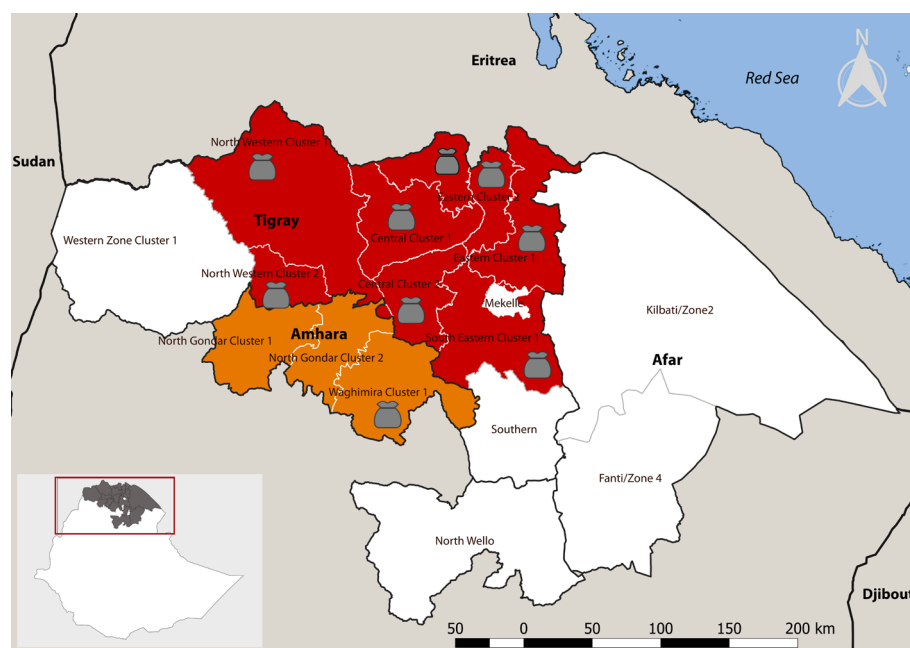 N
Eritrea
Red Sea
North Western Cluster 1
Sudan
Eastern Cluster 2
Tigray
Western Zone Cluster 1
Central Cluster 1
Eastern Cluster 1
North Western Cluster 2
Central Cluster
Mekelle
Kilbati/Zone2
North Gondar Cluster 1
Amhara
South Eastern Cluster 1
North Gondar Cluster 2
Afar
Waghimira Cluster 1
Southern
Fanti/Zone 4
North Wello
Djibout
50 0 50 100 150 200 km